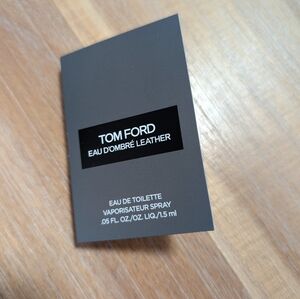 TOM FORD
EAU D'OMBRÉ LEATHER
EAU DE TOILETTE
VAPORISATEUR SPRAY
.05 FL. OZ./OZ. LIQ./1.5 ml